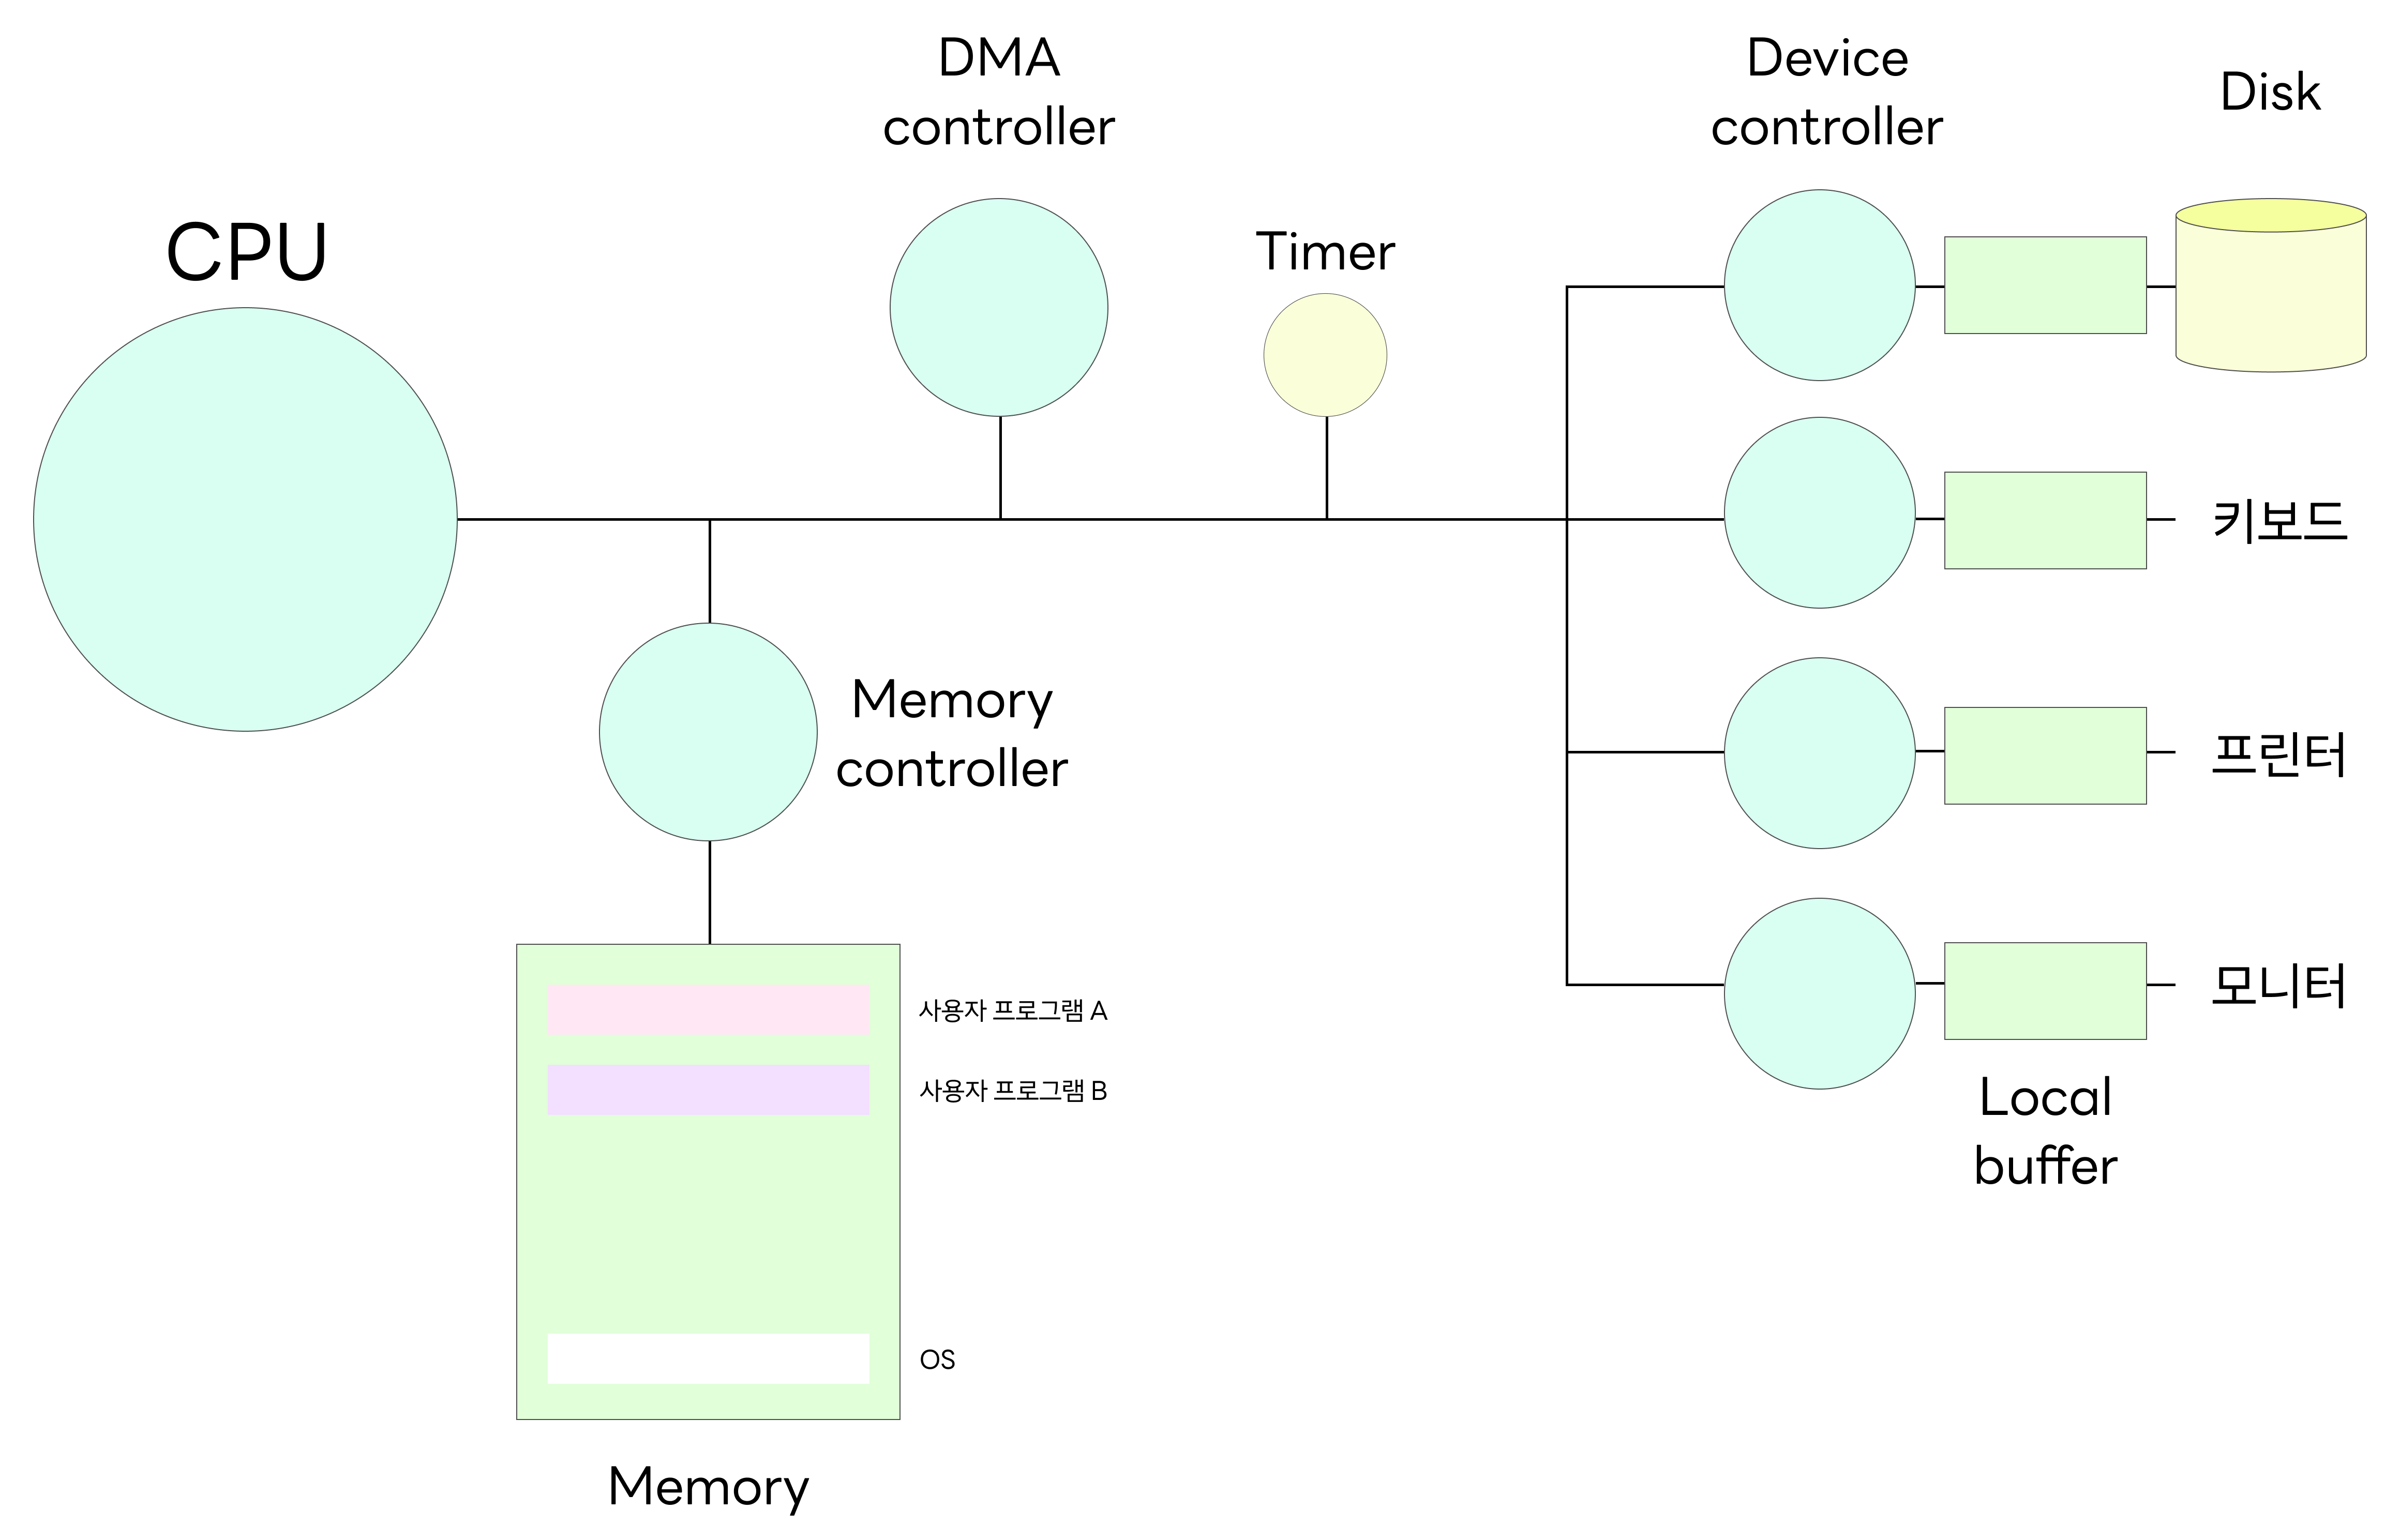 DMA
controller
Device
controller
Disk
CPU
Timer
키보드
Memory
controller
프린터
모니터
사용자 프로그램 A
사용자 프로그램 B
Local
buffer
OS
Memory